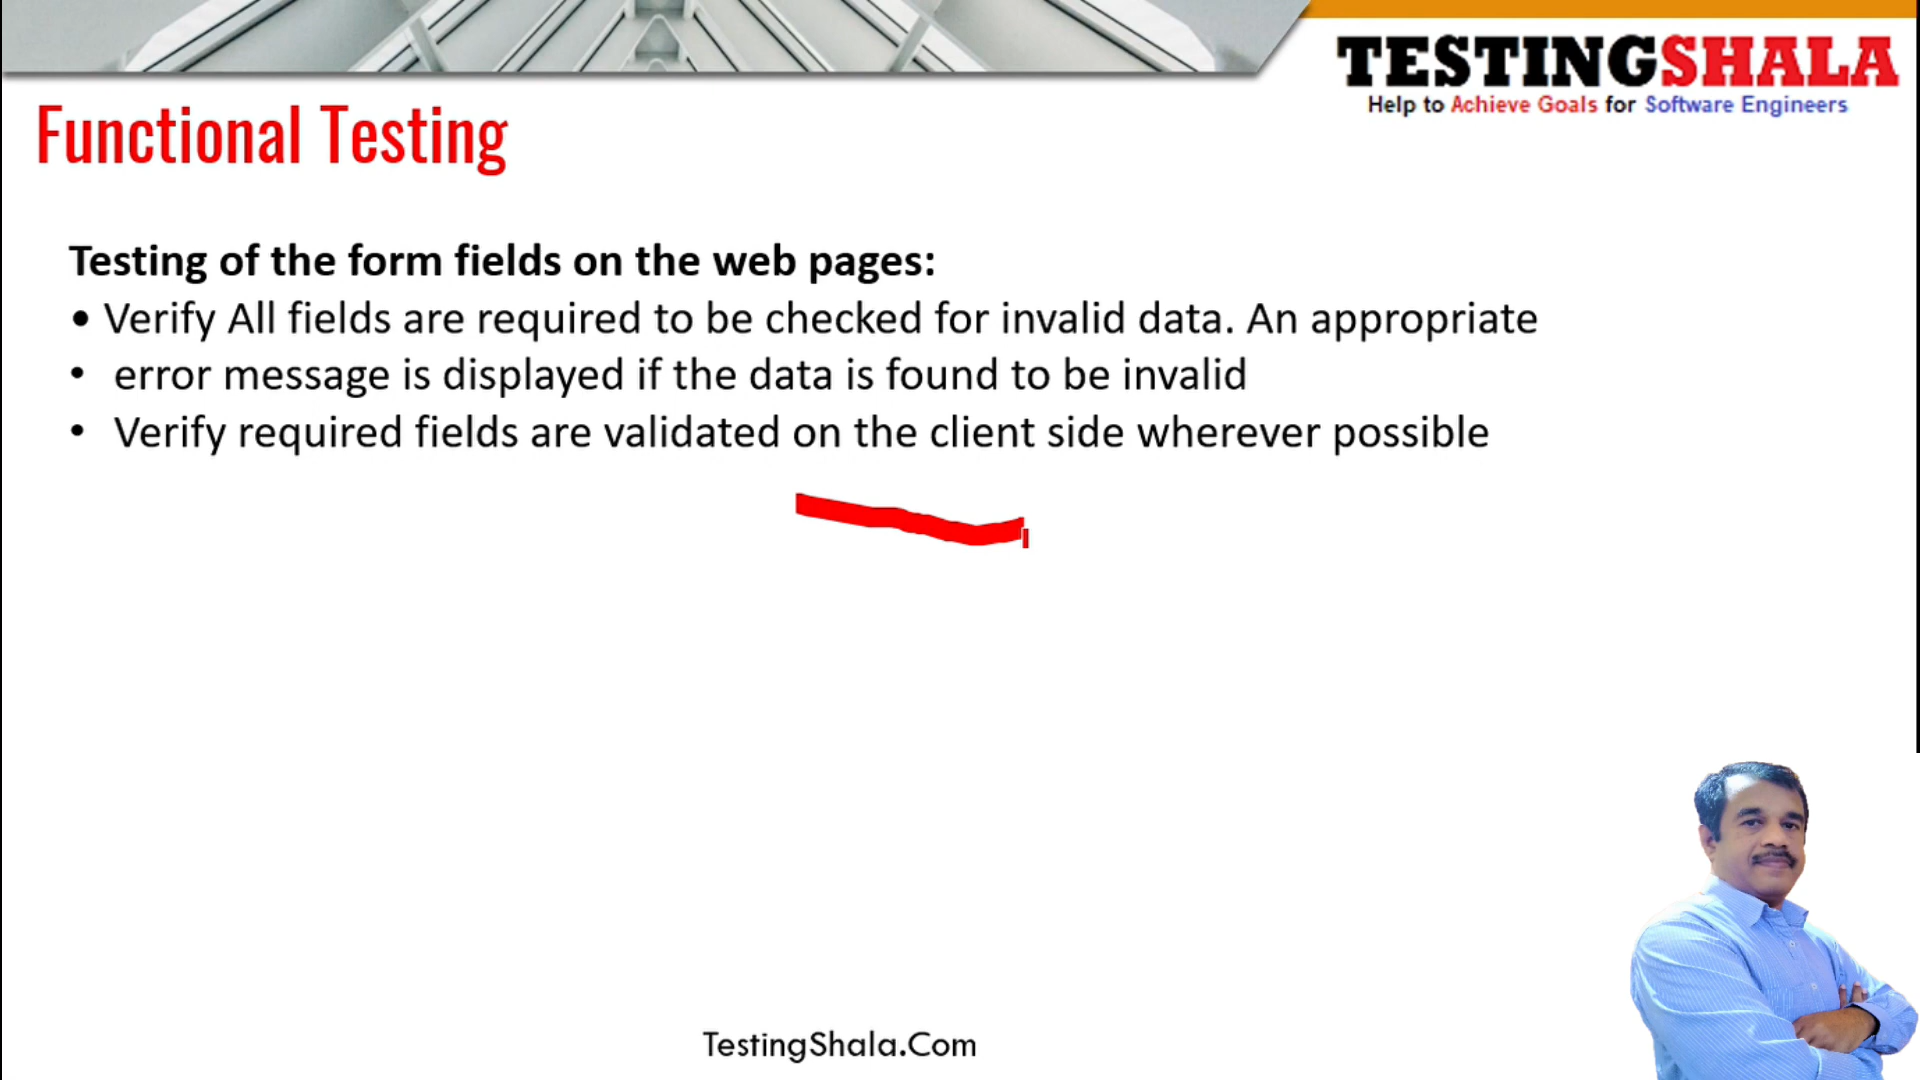 TESTINGSHALA
Help to Achieve Goals for Software Engineers
Functional Testing
Testing of the form fields on the web pages:
• Verify All fields are required to be checked for invalid data. An appropriate
• error message is displayed if the data is found to be invalid
• Verify required fields are validated on the client side wherever possible
TestingShala.Com